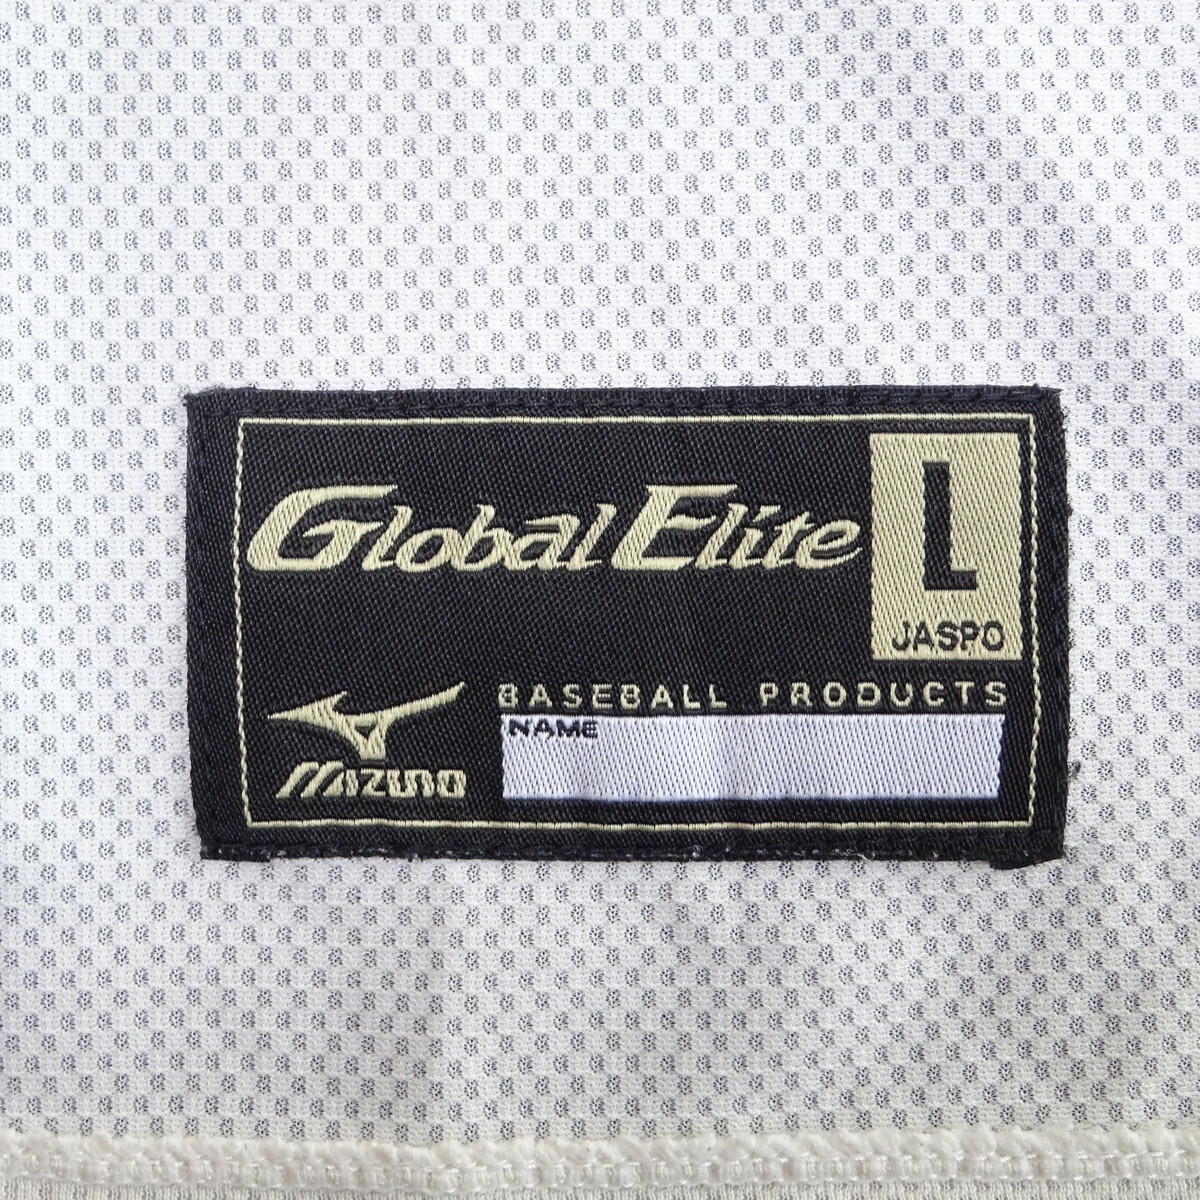 Global Elite
L
JASPO
BASEBALL PRODUCTS
NAME
MIZUNO